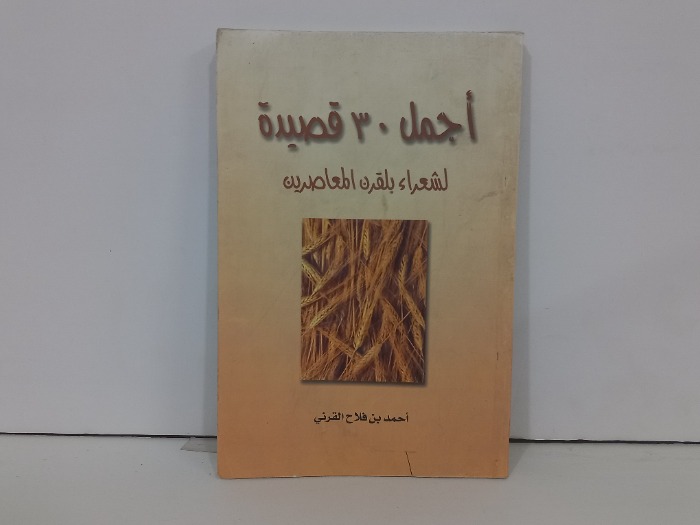 أجمل ٣٠ قصيدة
لشعراء بلقرن المعاصرين
أحمد بن فلاح القرني